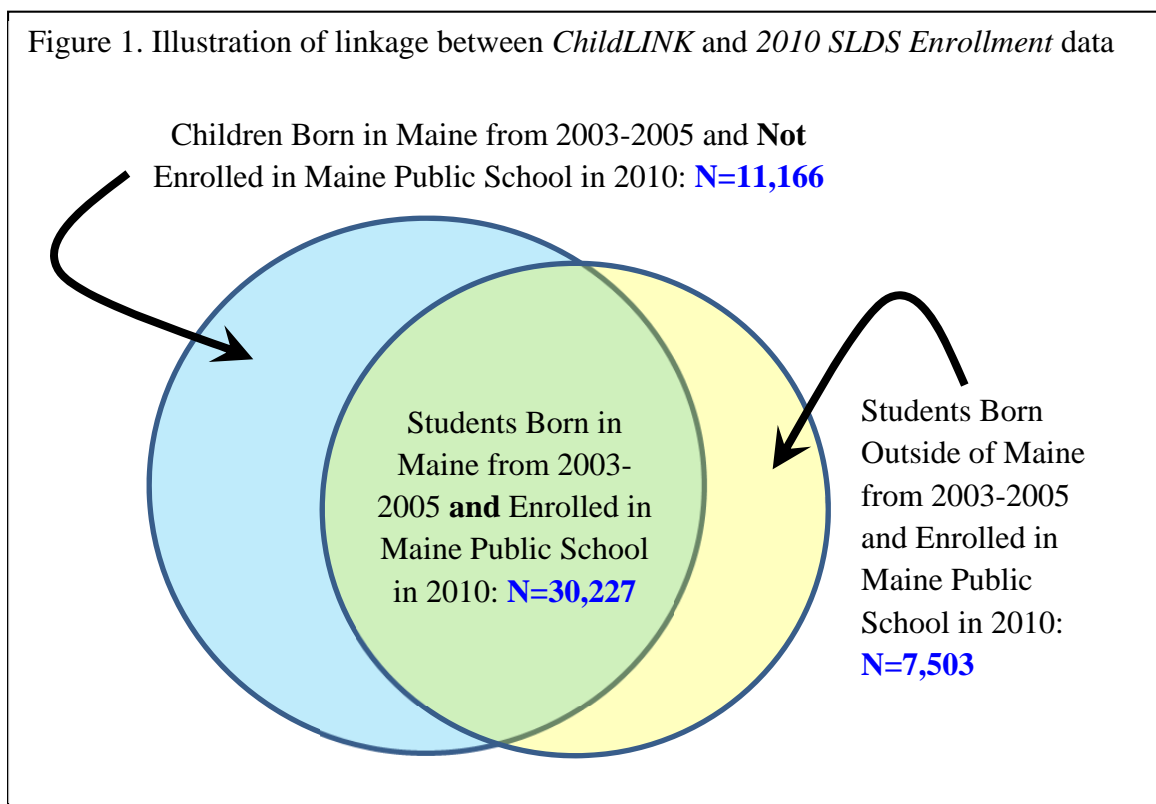 Figure 1. Illustration of linkage between ChildLINK and 2010 SLDS Enrollment data
Children Born in Maine from 2003-2005 and Not
Enrolled in Maine Public School in 2010: N=11,166
Students Born in
Maine from 2003-
2005 and Enrolled in
Maine Public School
in 2010: N=30,227
Students Born
Outside of Maine
from 2003-2005
and Enrolled in
Maine Public
School in 2010:
N=7,503